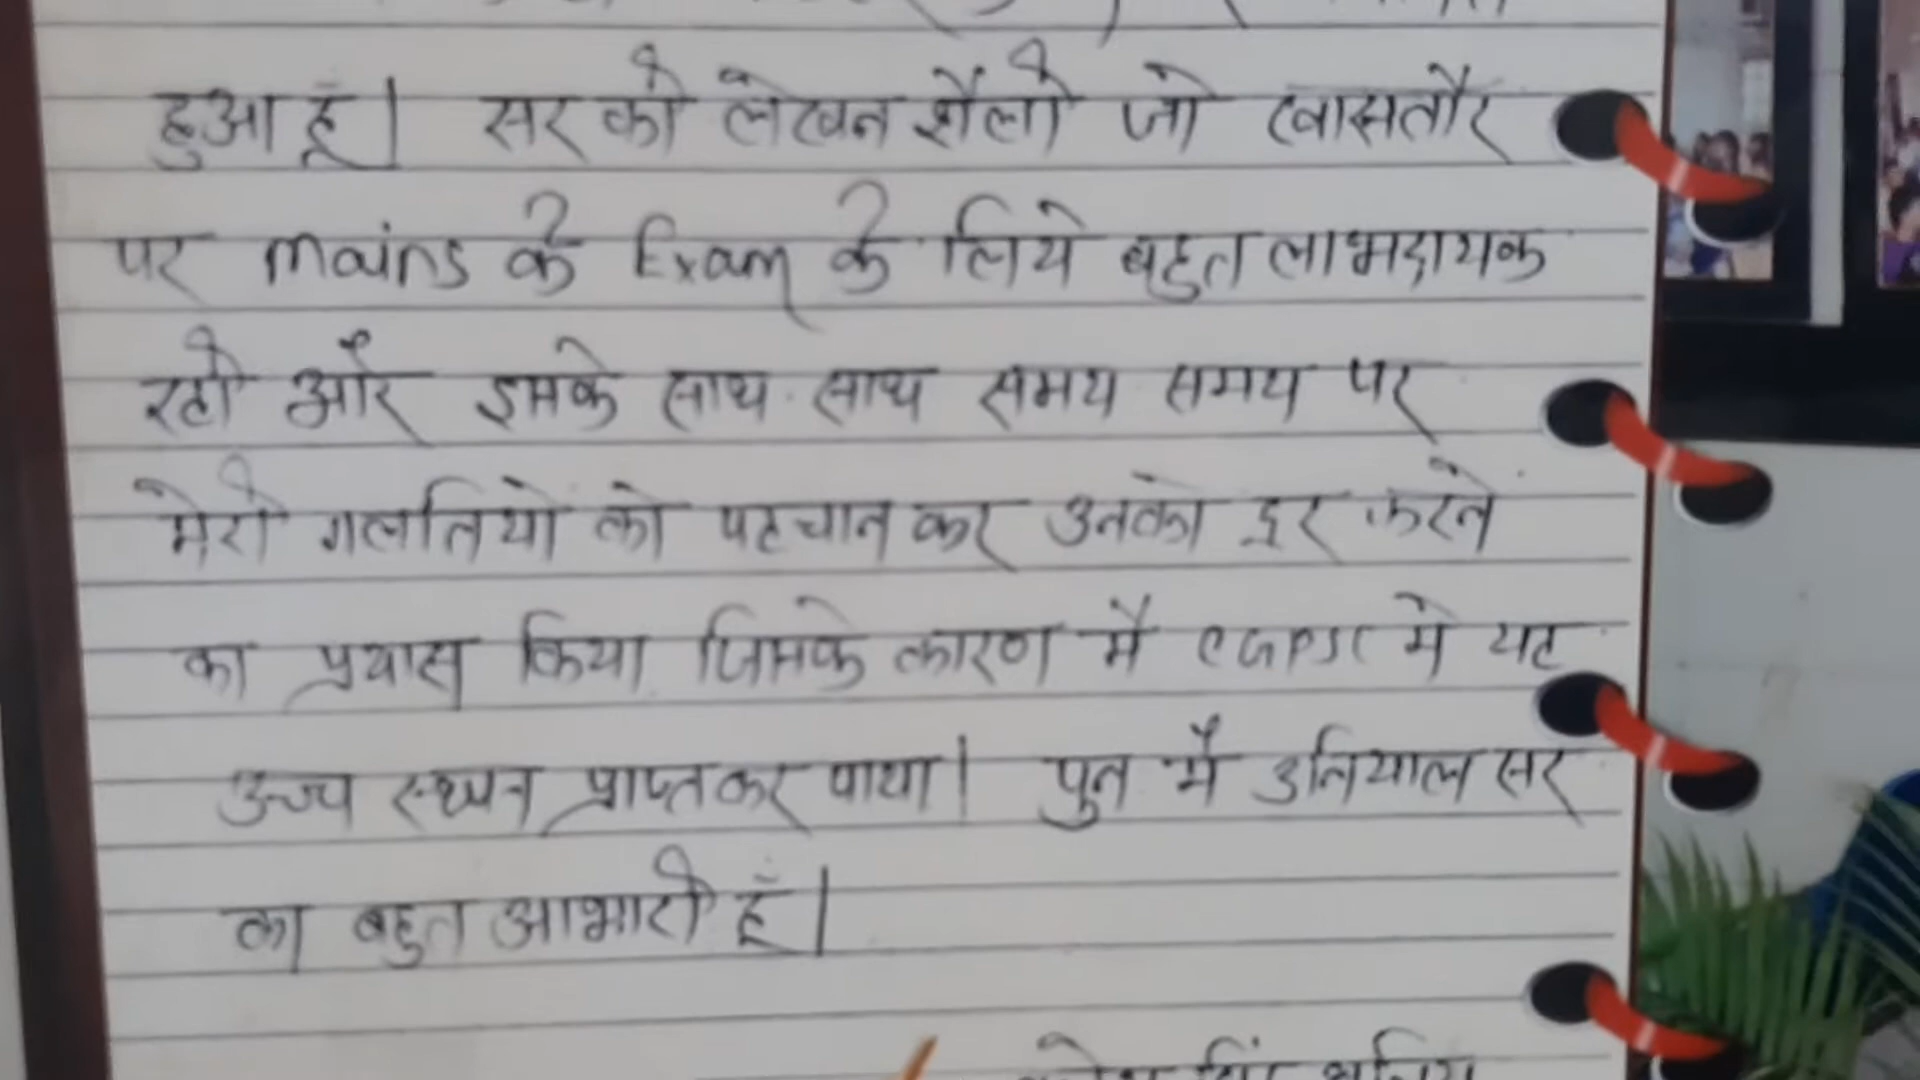 हुआ हूँ। सर की लेखन शैली जो खासतौर
पर mains के Exam के लिये बहुत लाभदायक
रही और इसके साथ साथ समय समय पर
मेरी गलतियों को पहचान कर उनको दूर करने
का प्रयास किया जिसके कारण मै CGPSC मे यह
उच्च स्थान प्राप्त कर पाया। पुन मै उनियाल सर
का बहुत आभारी हूँ।